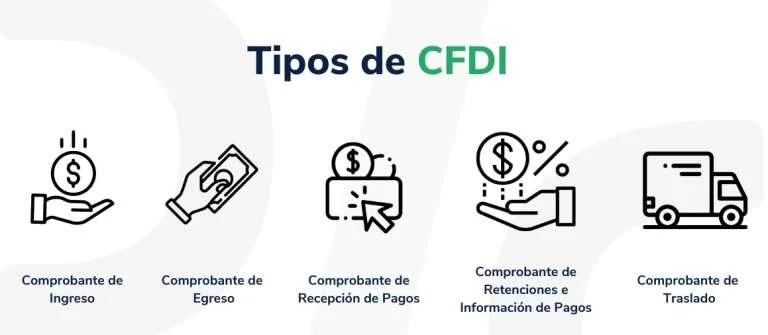 Tipos de CFDI
Comprobante de
Ingreso
Comprobante de
Egreso
Comprobante de
Recepción de Pagos
Comprobante de
Retenciones e
Información de Pagos
Comprobante de
Traslado